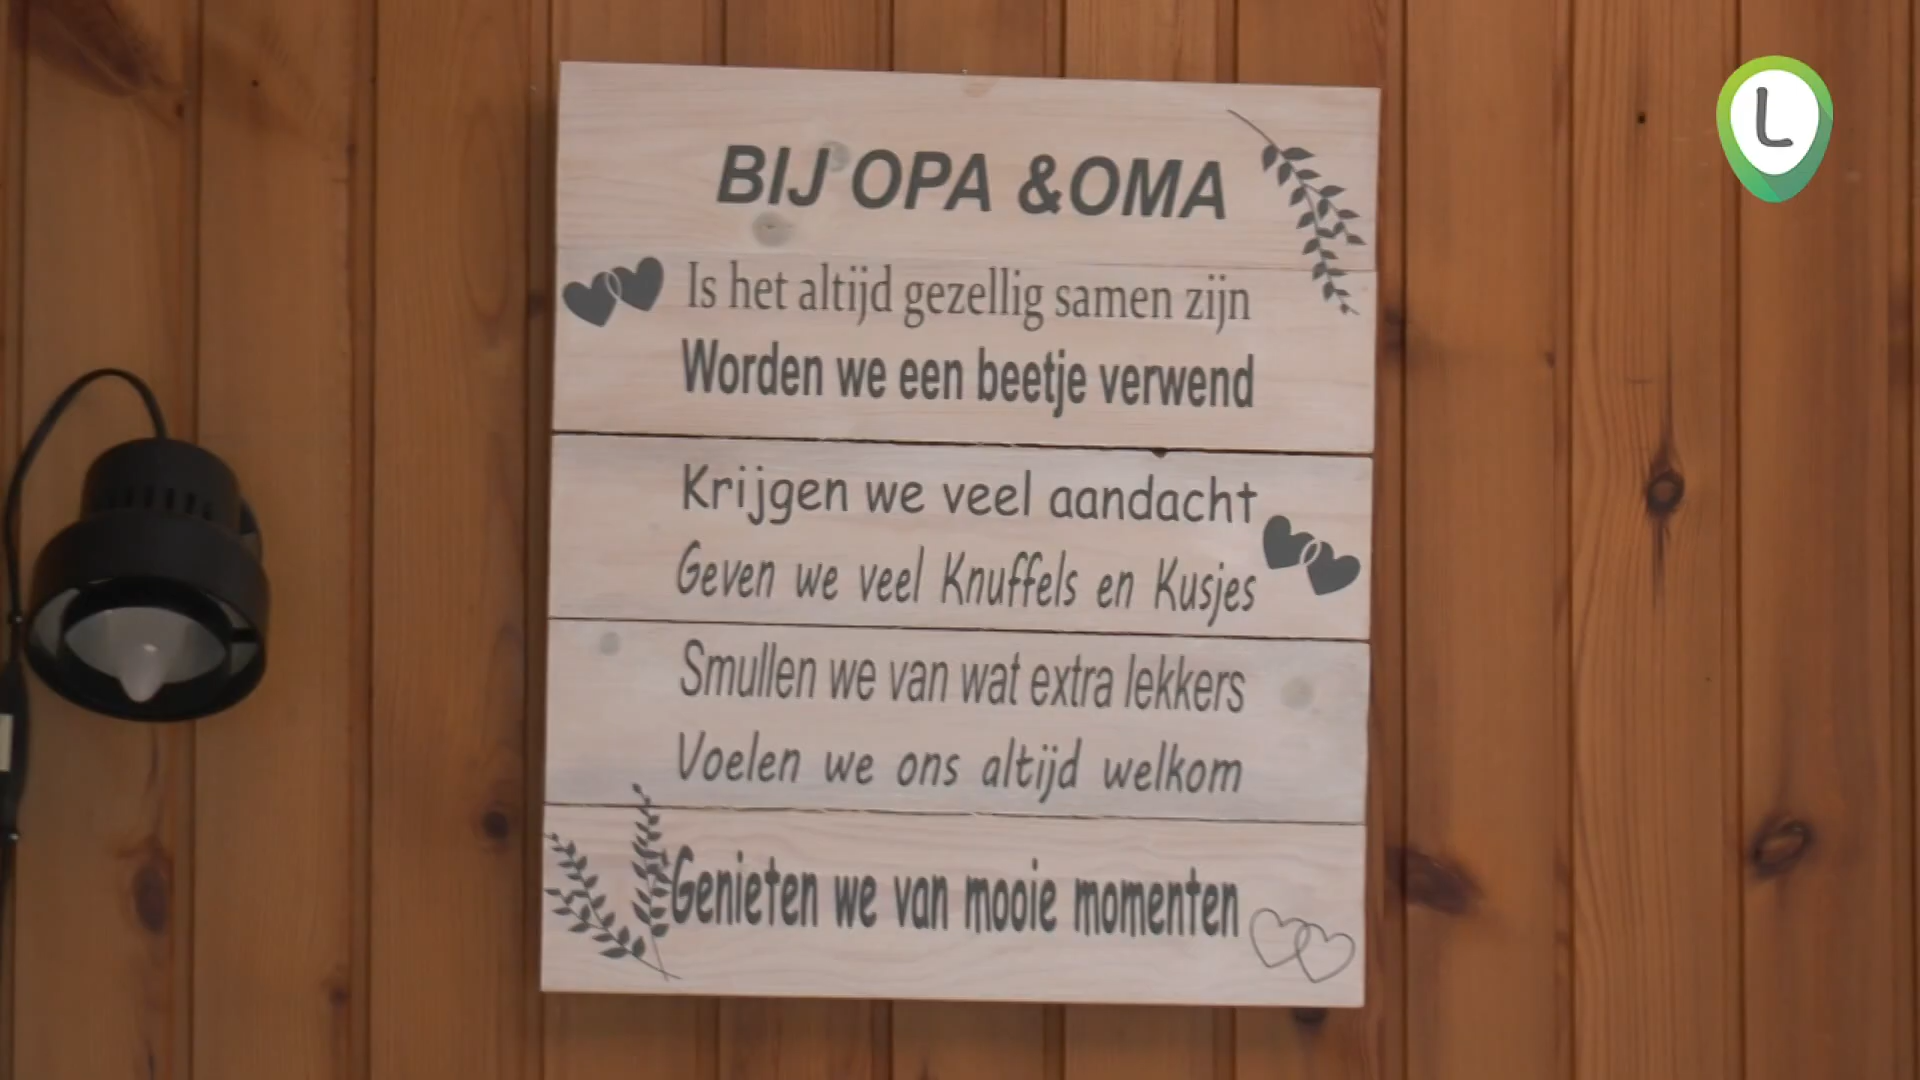 L
BIJ OPA &OMA
Is het altijd gezellig samen zijn
Worden we een beetje verwend
Krijgen we veel aandacht
Geven we veel Knuffels en Kusjes
Smullen we van wat extra lekkers
Voelen we ons altijd welkom
Genieten we van mooie momenten